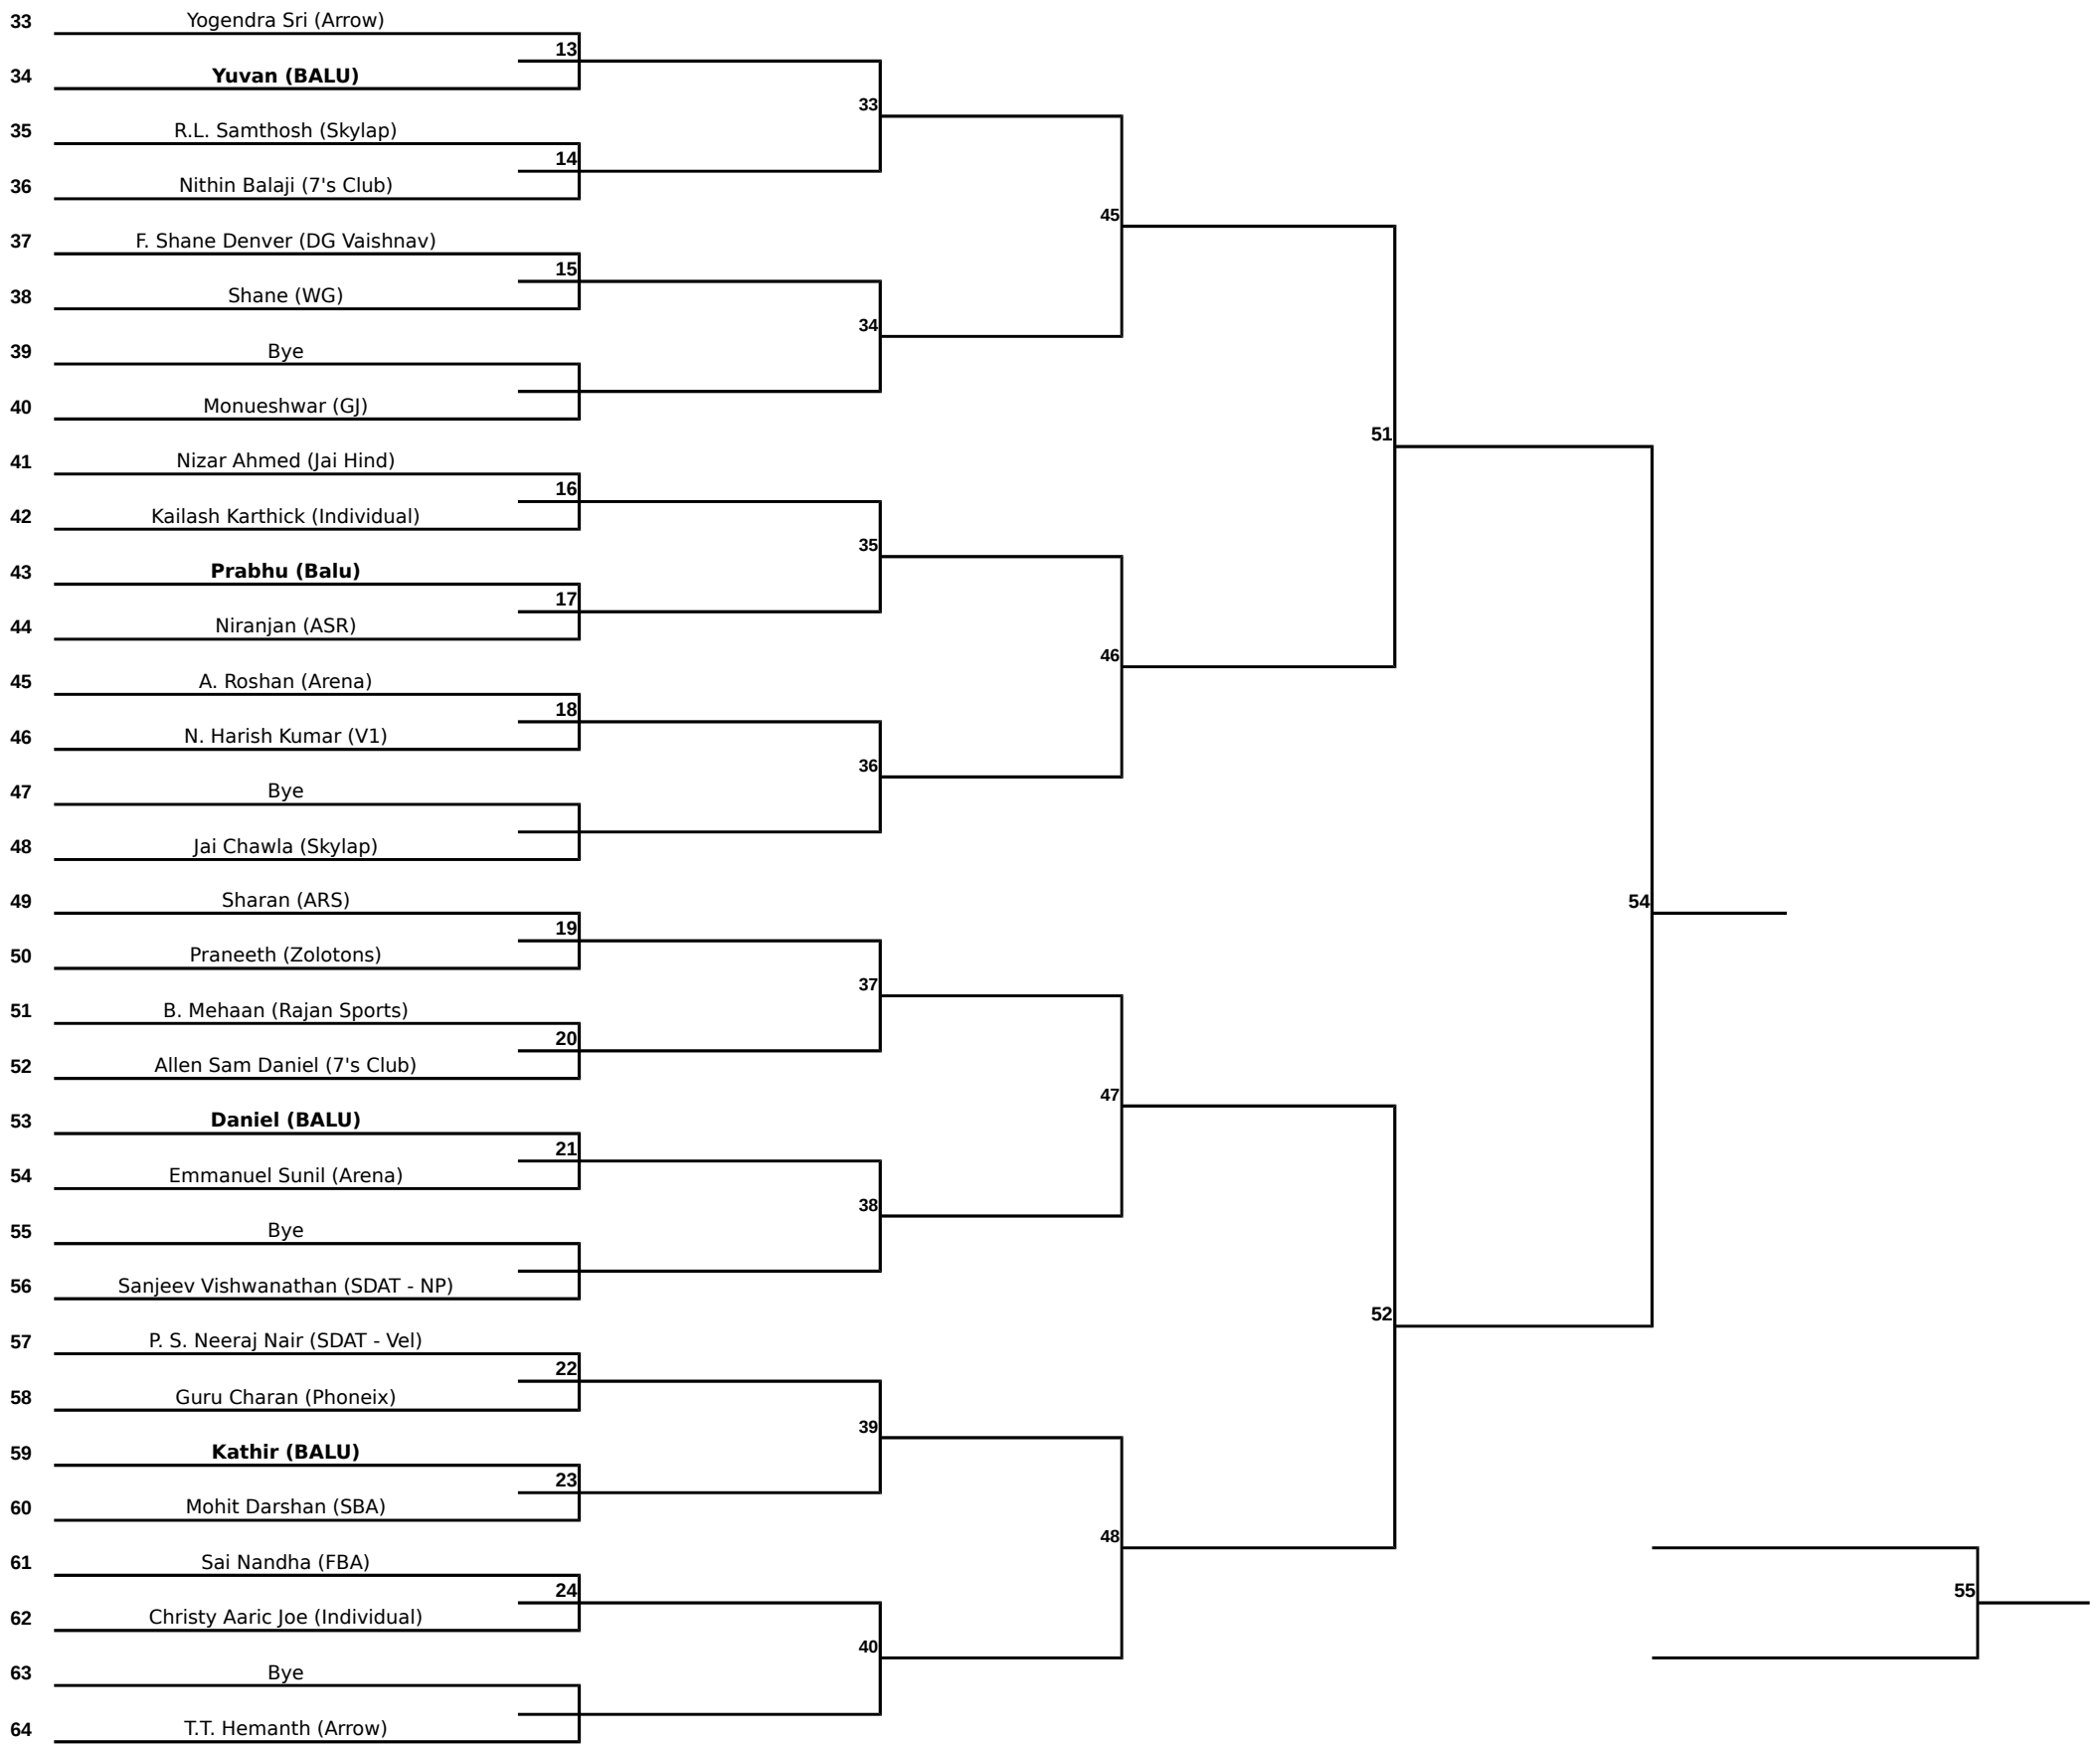 33 Yogendra Sri (Arrow)
13
34 Yuvan (BALU)
33
35 R.L. Samthosh (Skylap)
14
36 Nithin Balaji (7's Club)
45
37 F. Shane Denver (DG Vaishnav)
15
38 Shane (WG)
34
39 Bye
40 Monueshwar (GJ)
51
41 Nizar Ahmed (Jai Hind)
16
42 Kailash Karthick (Individual)
35
43 Prabhu (Balu)
17
44 Niranjan (ASR)
46
45 A. Roshan (Arena)
18
46 N. Harish Kumar (V1)
36
47 Bye
48 Jai Chawla (Skylap)
49 Sharan (ARS)
54
19
50 Praneeth (Zolotons)
37
51 B. Mehaan (Rajan Sports)
20
52 Allen Sam Daniel (7's Club)
47
53 Daniel (BALU)
21
54 Emmanuel Sunil (Arena)
38
55 Bye
56 Sanjeev Vishwanathan (SDAT - NP)
52
57 P. S. Neeraj Nair (SDAT - Vel)
22
58 Guru Charan (Phoneix)
39
59 Kathir (BALU)
23
60 Mohit Darshan (SBA)
48
61 Sai Nandha (FBA)
24
55
62 Christy Aaric Joe (Individual)
40
63 Bye
64 T.T. Hemanth (Arrow)